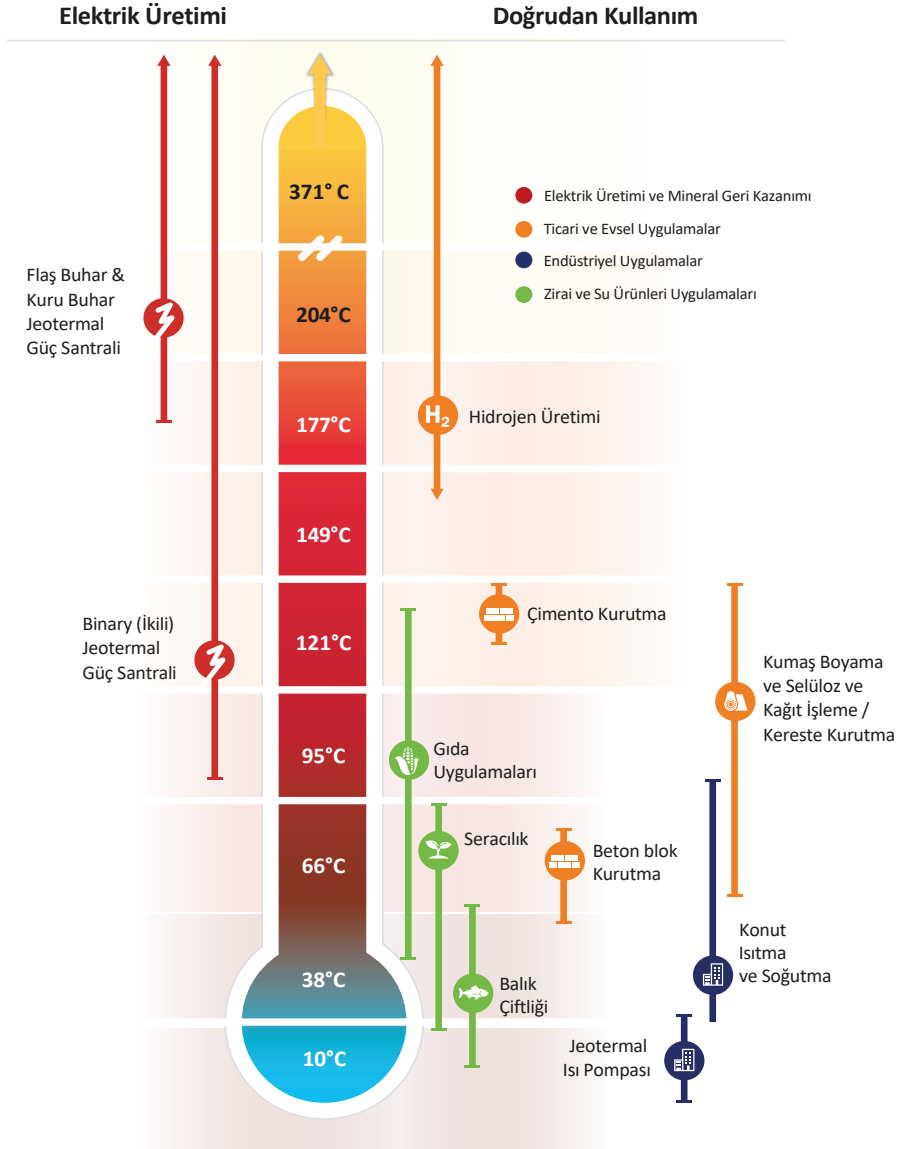 Elektrik Üretimi
Doğrudan Kullanım
371° C
204°C
177°C
149°C
121°C
95°C
66°C
38°C
10°C
Flaş Buhar &
Kuru Buhar
Jeotermal
Güç Santrali
Binary (İkili)
Jeotermal
Güç Santrali
Elektrik Üretimi ve Mineral Geri Kazanımı
Ticari ve Evsel Uygulamalar
Endüstriyel Uygulamalar
Zirai ve Su Ürünleri Uygulamaları
H2
Hidrojen Üretimi
Çimento Kurutma
Kumaş Boyama
ve Selüloz ve
Kağıt İşleme /
Kereste Kurutma
Gıda
Uygulamaları
Seracılık
Beton blok
Kurutma
Konut
Isıtma
ve Soğutma
Balık
Çiftliği
Jeotermal
Isı Pompası